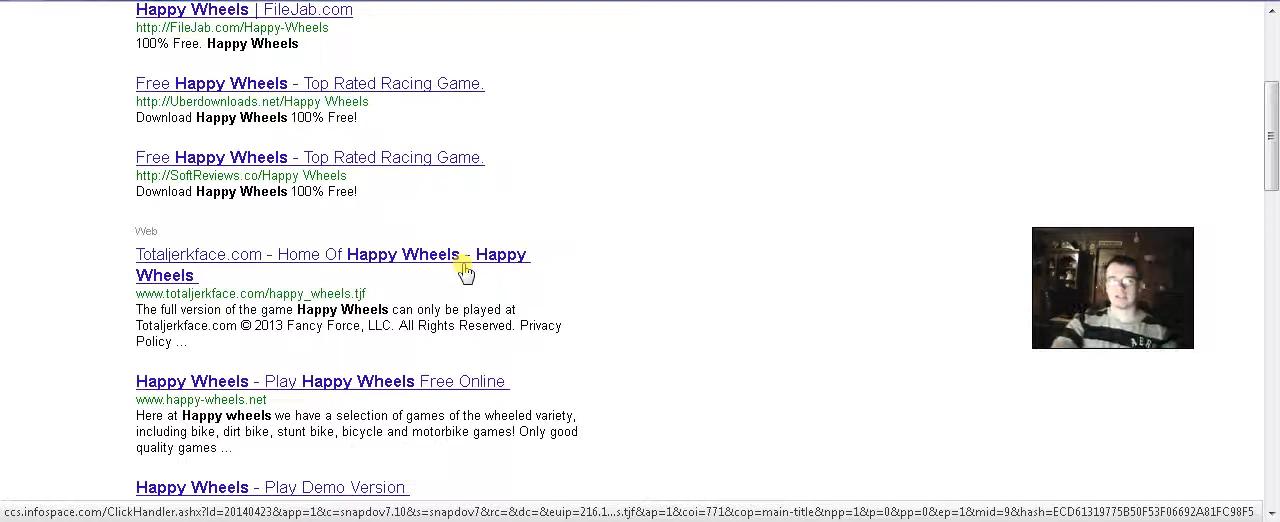 Happy Wheels | FileJab.com
http://FileJab.com/Happy-Wheels
100% Free. Happy Wheels
Free Happy Wheels - Top Rated Racing Game.
http://Uberdownloads.net/Happy Wheels
Download Happy Wheels 100% Free!
Free Happy Wheels - Top Rated Racing Game.
http://SoftReviews.co/Happy Wheels
Download Happy Wheels 100% Free!
Web
Totaljerkface.com - Home Of Happy Wheels - Happy
Wheels
www.totaljerkface.com/happy_wheels.tjf
The full version of the game Happy Wheels can only be played at
Totaljerkface.com © 2013 Fancy Force, LLC. All Rights Reserved. Privacy
Policy ...
Happy Wheels - Play Happy Wheels Free Online
www.happy-wheels.net
Here at Happy wheels we have a selection of games of the wheeled variety,
including bike, dirt bike, stunt bike, bicycle and motorbike games! Only good
quality games ...
Happy Wheels - Play Demo Version
ccs.infospace.com/ClickHandler.ashx?ld=20140423&app=1&c=snapdov7.10&s=snapdov7&rc=&dc=&euip=216.1...s.tjf&ap=1&coi=771&cop=main-title&npp=1&p=0&pp=0&ep=1&mid=9&hash=ECD61319775B50F53F06692A81FC98F5